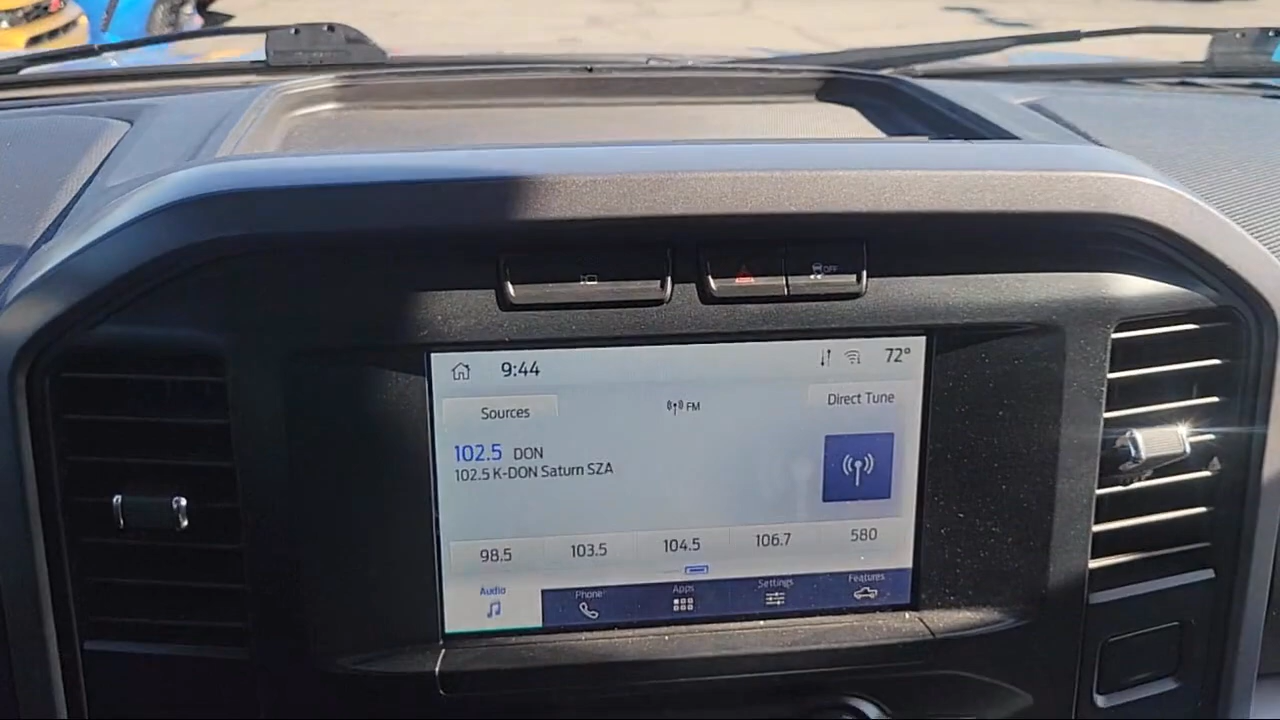 OFF
9:44
72°
Sources
FM
Direct Tune
102.5 DON
102.5 K-DON Saturn SZA
98.5
103.5
104.5
106.7
580
Audio
Phone
Apps
Settings
Features